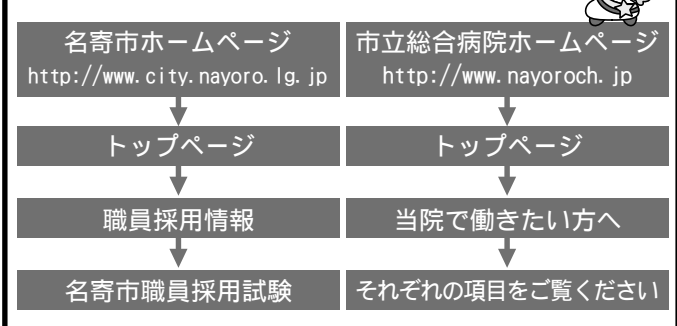 名寄市ホームページ
http://www.city.nayoro.lg.jp
トップページ
職員採用情報
名寄市職員採用試験
市立総合病院ホームページ
http://www.nayoroch.jp
トップページ
当院で働きたい方へ
それぞれの項目をご覧ください